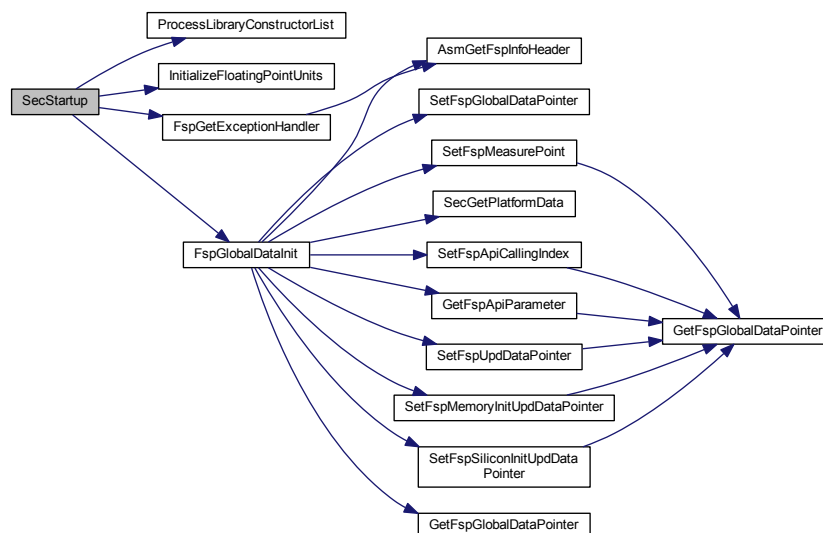 ProcessLibraryConstructorList
InitializeFloatingPointUnits
SecStartup
FspGetExceptionHandler
FspGlobalDataInit
AsmGetFspInfoHeader
SetFspGlobalDataPointer
SetFspMeasurePoint
SecGetPlatformData
SetFspApiCallingIndex
GetFspApiParameter
SetFspUpdDataPointer
SetFspMemoryInitUpdDataPointer
SetFspSiliconInitUpdData
Pointer
GetFspGlobalDataPointer
GetFspGlobalDataPointer